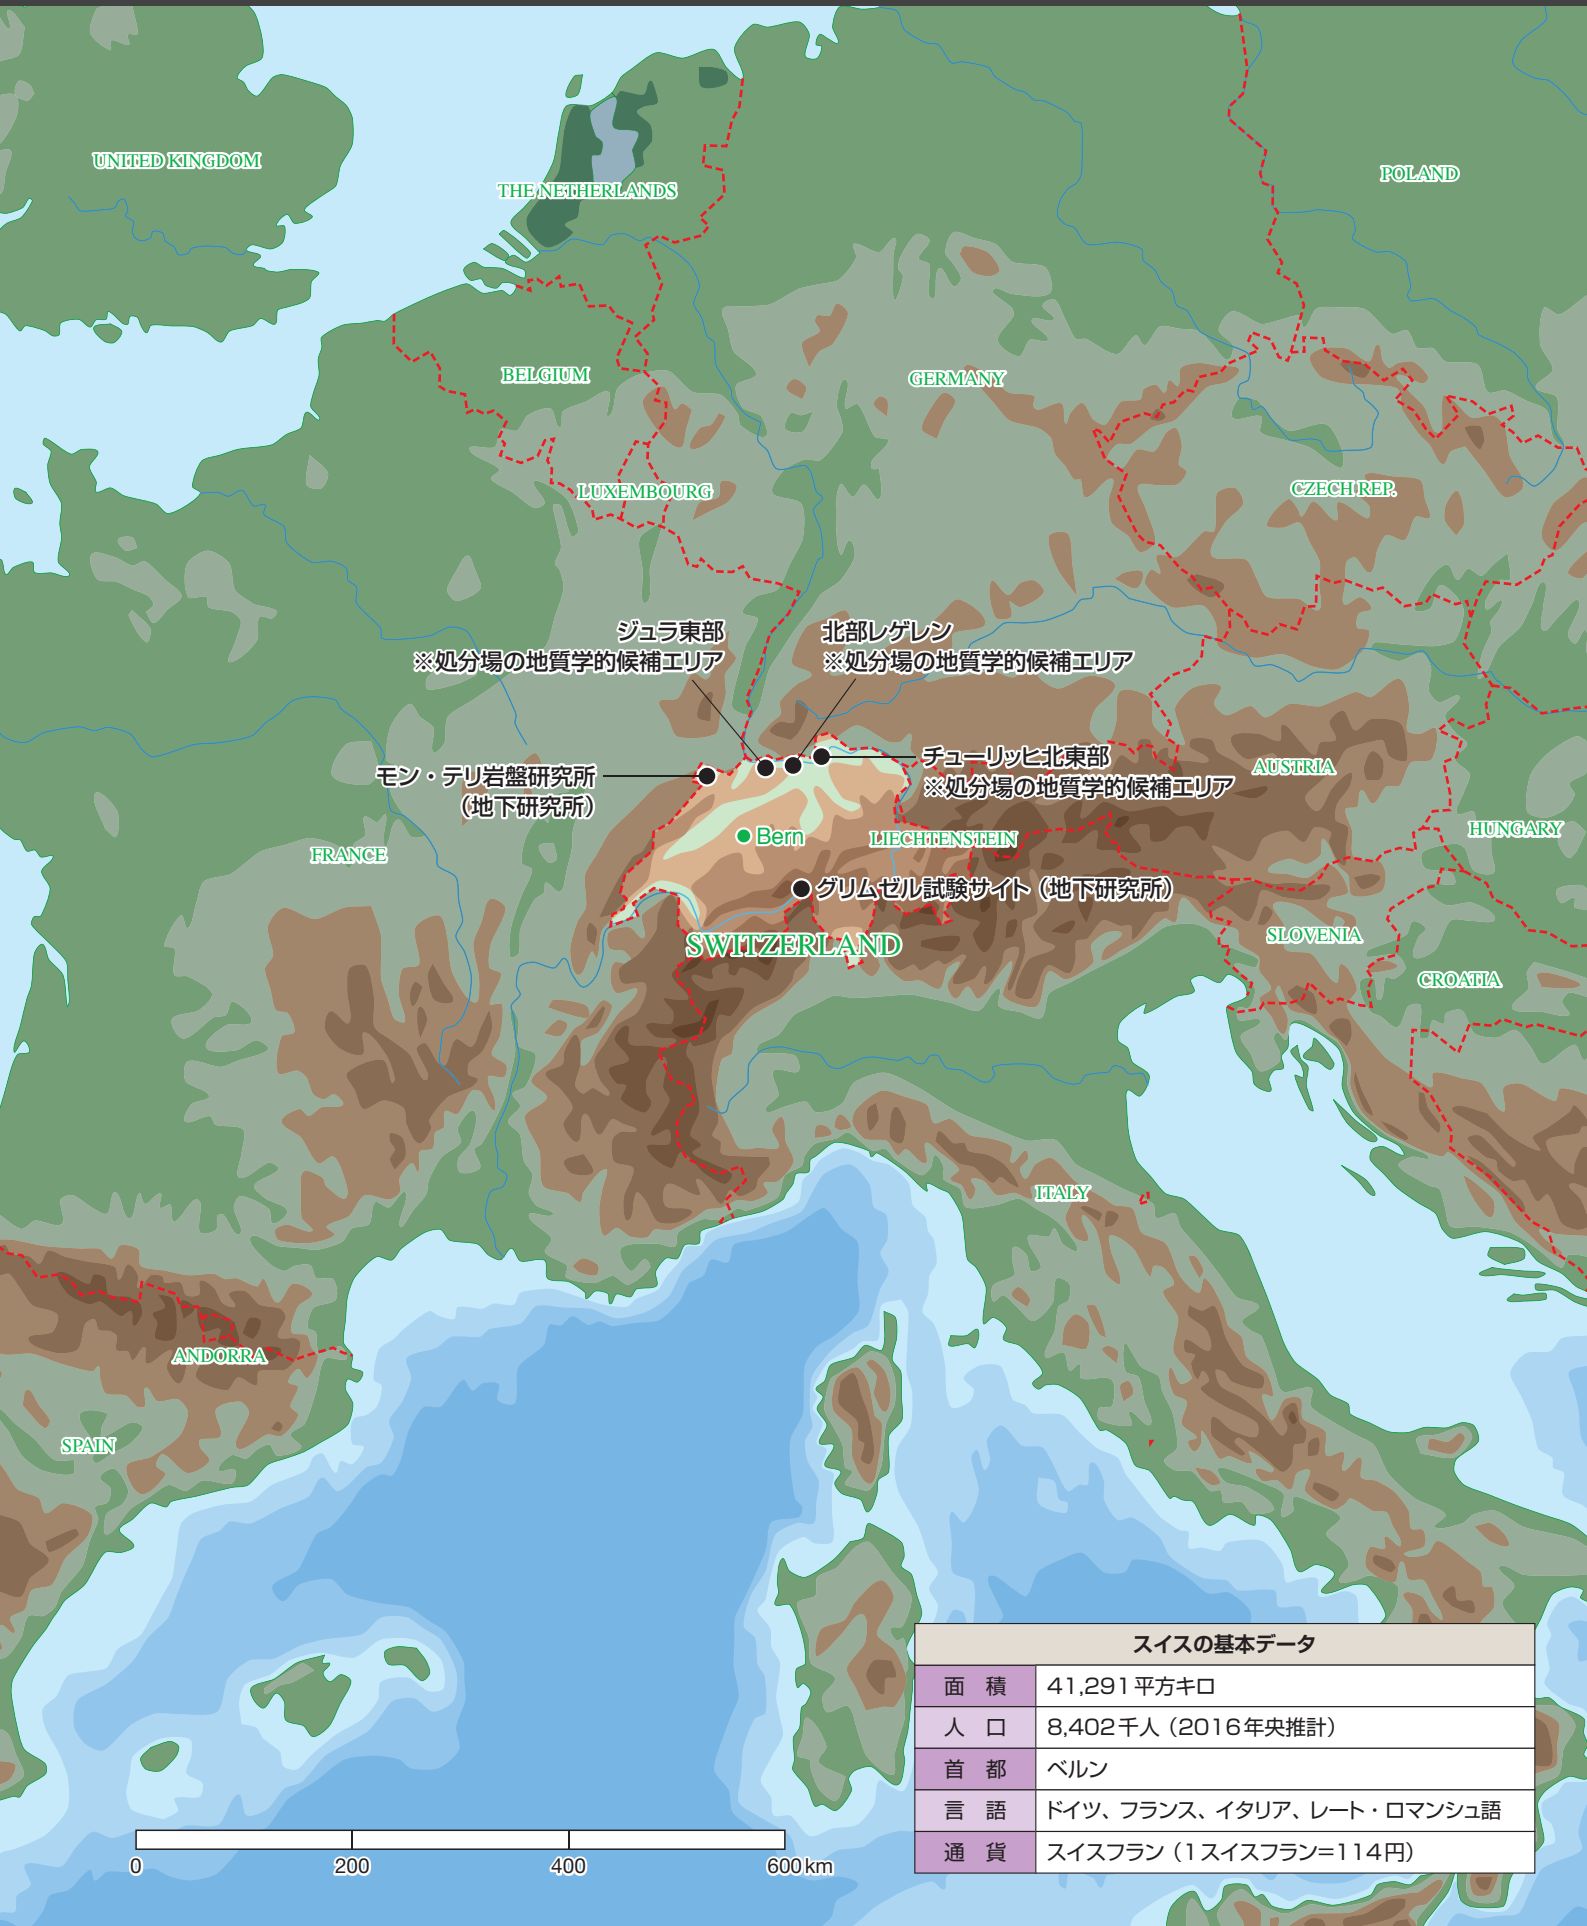 UNITED KINGDOM
THE NETHERLANDS
POLAND
BELGIUM
GERMANY
LUXEMBOURG
CZECH REP.
ジュラ東部
※処分場の地質学的候補エリア
北部レゲレン
※処分場の地質学的候補エリア
モン・テリ岩盤研究所
（地下研究所）
チューリッヒ北東部
※処分場の地質学的候補エリア
AUSTRIA
Bern
LIECHTENSTEIN
HUNGARY
FRANCE
グリムゼル試験サイト（地下研究所）
SWITZERLAND
SLOVENIA
CROATIA
ITALY
ANDORRA
SPAIN
スイスの基本データ
面 積 41,291平方キロ
人 口 8,402千人（2016年央推計）
首 都 ベルン
言 語 ドイツ、フランス、イタリア、レート・ロマンシュ語
通 貨 スイスフラン（1スイスフラン=114円）
0 200 400 600km